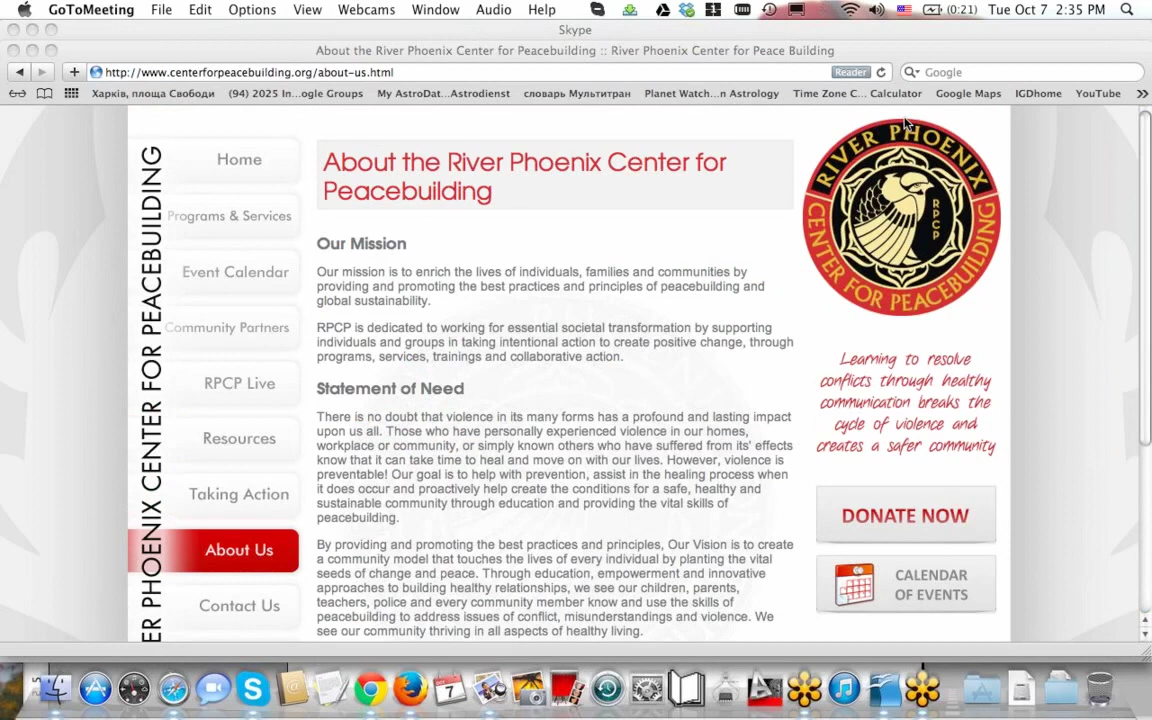 GoToMeeting File Edit Options View Webcams Window Audio Help (0:21) Tue Oct 7 2:35 PM
Skype
About the River Phoenix Center for Peacebuilding :: River Phoenix Center for Peace Building
http://www.centerforpeacebuilding.org/about-us.html Reader Google
Харків, площа Свободи (94) 2025 In...ogle Groups My AstroDat...Astrodienst словарь Мультитран Planet Watch...n Astrology Time Zone C... Calculator Google Maps IGDhome YouTube
ER PHOENIX CENTER FOR PEACEBUILDING
Home
Programs & Services
Event Calendar
Community Partners
RPCP Live
Resources
Taking Action
About Us
Contact Us
About the River Phoenix Center for
Peacebuilding
Our Mission
Our mission is to enrich the lives of individuals, families and communities by
providing and promoting the best practices and principles of peacebuilding and
global sustainability.
RPCP is dedicated to working for essential societal transformation by supporting
individuals and groups in taking intentional action to create positive change, through
programs, services, trainings and collaborative action.
Statement of Need
There is no doubt that violence in its many forms has a profound and lasting impact
upon us all. Those who have personally experienced violence in our homes,
workplace or community, or simply known others who have suffered from its' effects
know that it can take time to heal and move on with our lives. However, violence is
preventable! Our goal is to help with prevention, assist in the healing process when
it does occur and proactively help create the conditions for a safe, healthy and
sustainable community through education and providing the vital skills of
peacebuilding.
By providing and promoting the best practices and principles, Our Vision is to create
a community model that touches the lives of every individual by planting the vital
seeds of change and peace. Through education, empowerment and innovative
approaches to building healthy relationships, we see our children, parents,
teachers, police and every community member know and use the skills of
peacebuilding to address issues of conflict, misunderstandings and violence. We
see our community thriving in all aspects of healthy living.
RIVER PHOENIX
RPCP
CENTER FOR PEACEBUILDING
Learning to resolve
conflicts through healthy
communication breaks the
cycle of violence and
creates a safer community
DONATE NOW
CALENDAR
OF EVENTS
7